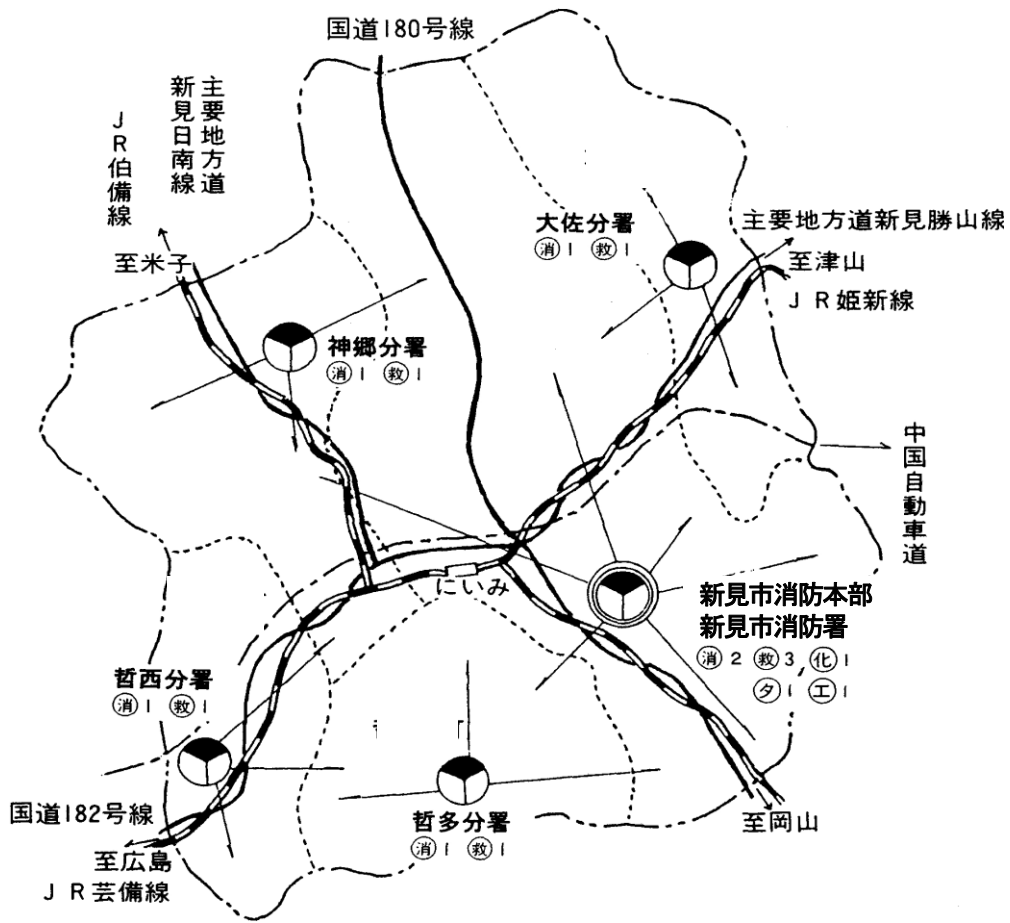 国道180号線
主要地方道
新見日南線
JR伯備線
至米子
大佐分署
消1 救1
主要地方道新見勝山線
至津山
JR姫新線
神郷分署
消1 救1
中国自動車道
にいみ
新見市消防本部
新見市消防署
消2 救3 化1
タ1 工1
哲西分署
消1 救1
国道182号線
至広島
JR芸備線
哲多分署
消1 救1
至岡山